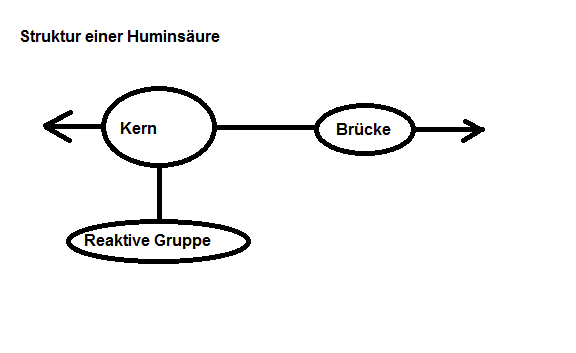 Struktur einer Huminsäure
Kern
Brücke
Reaktive Gruppe